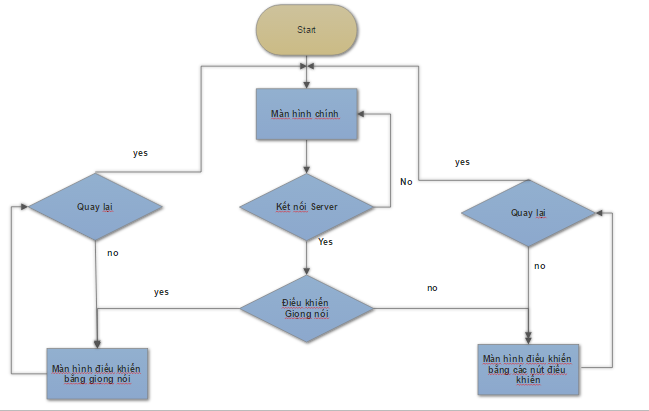 Start
Màn hình chính
yes
yes
No
Quay lại
Kết nối Server
Quay lại
Yes
no
no
Điều khiển
Giọng nói
yes
no
Màn hình điều khiển
bằng giọng nói
Màn hình điều khiển
bằng các nút điều
khiển